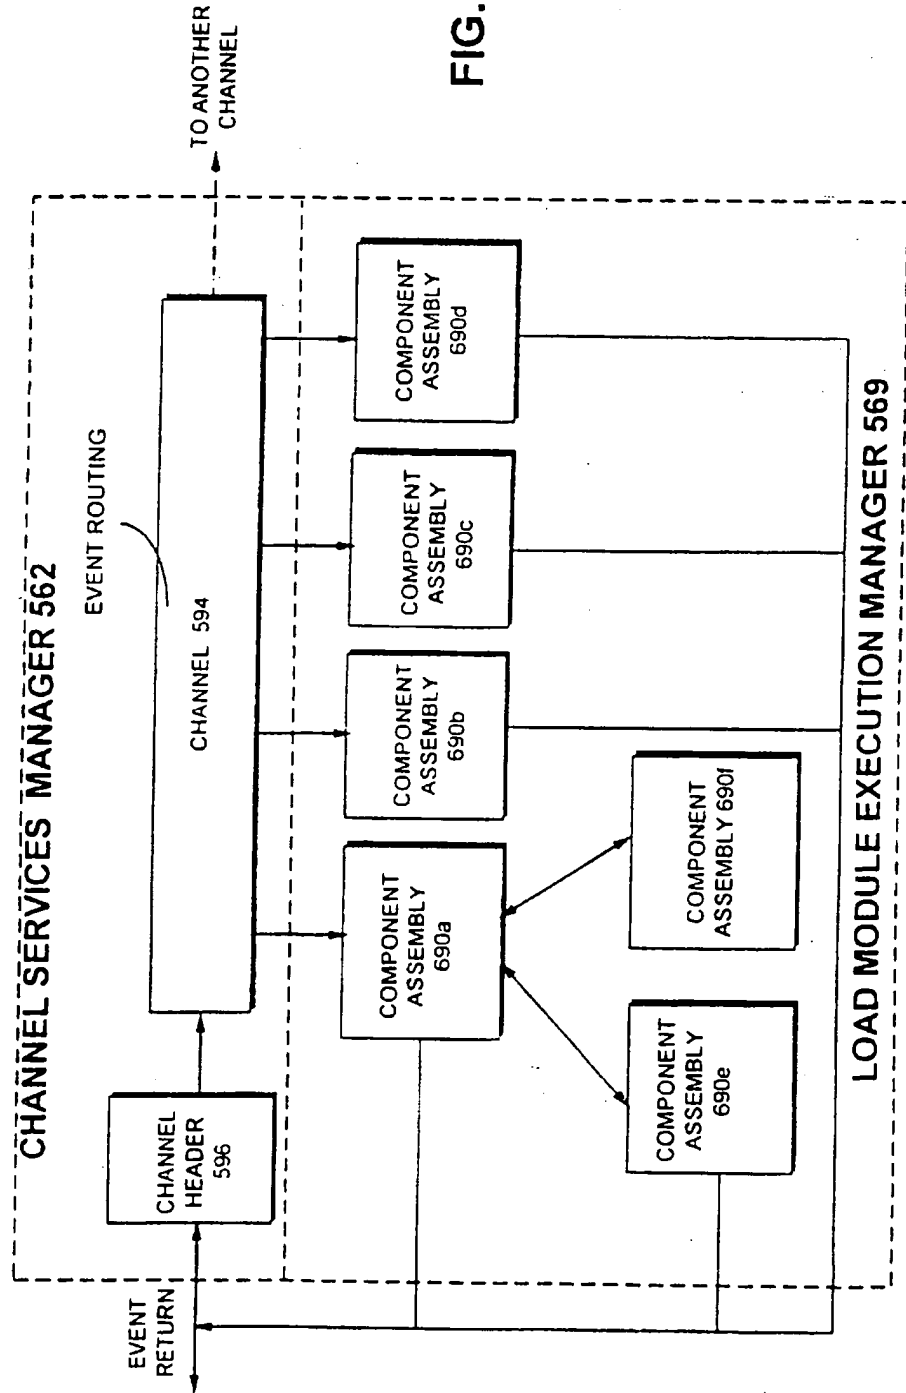 CHANNEL SERVICES MANAGER 562
EVENT
RETURN
CHANNEL
HEADER
596
EVENT ROUTING
CHANNEL 594
TO ANOTHER
CHANNEL
COMPONENT
ASSEMBLY
690a
COMPONENT
ASSEMBLY
690b
COMPONENT
ASSEMBLY
690c
COMPONENT
ASSEMBLY
690d
COMPONENT
ASSEMBLY
690e
COMPONENT
ASSEMBLY 690f
LOAD MODULE EXECUTION MANAGER 569
FIG.